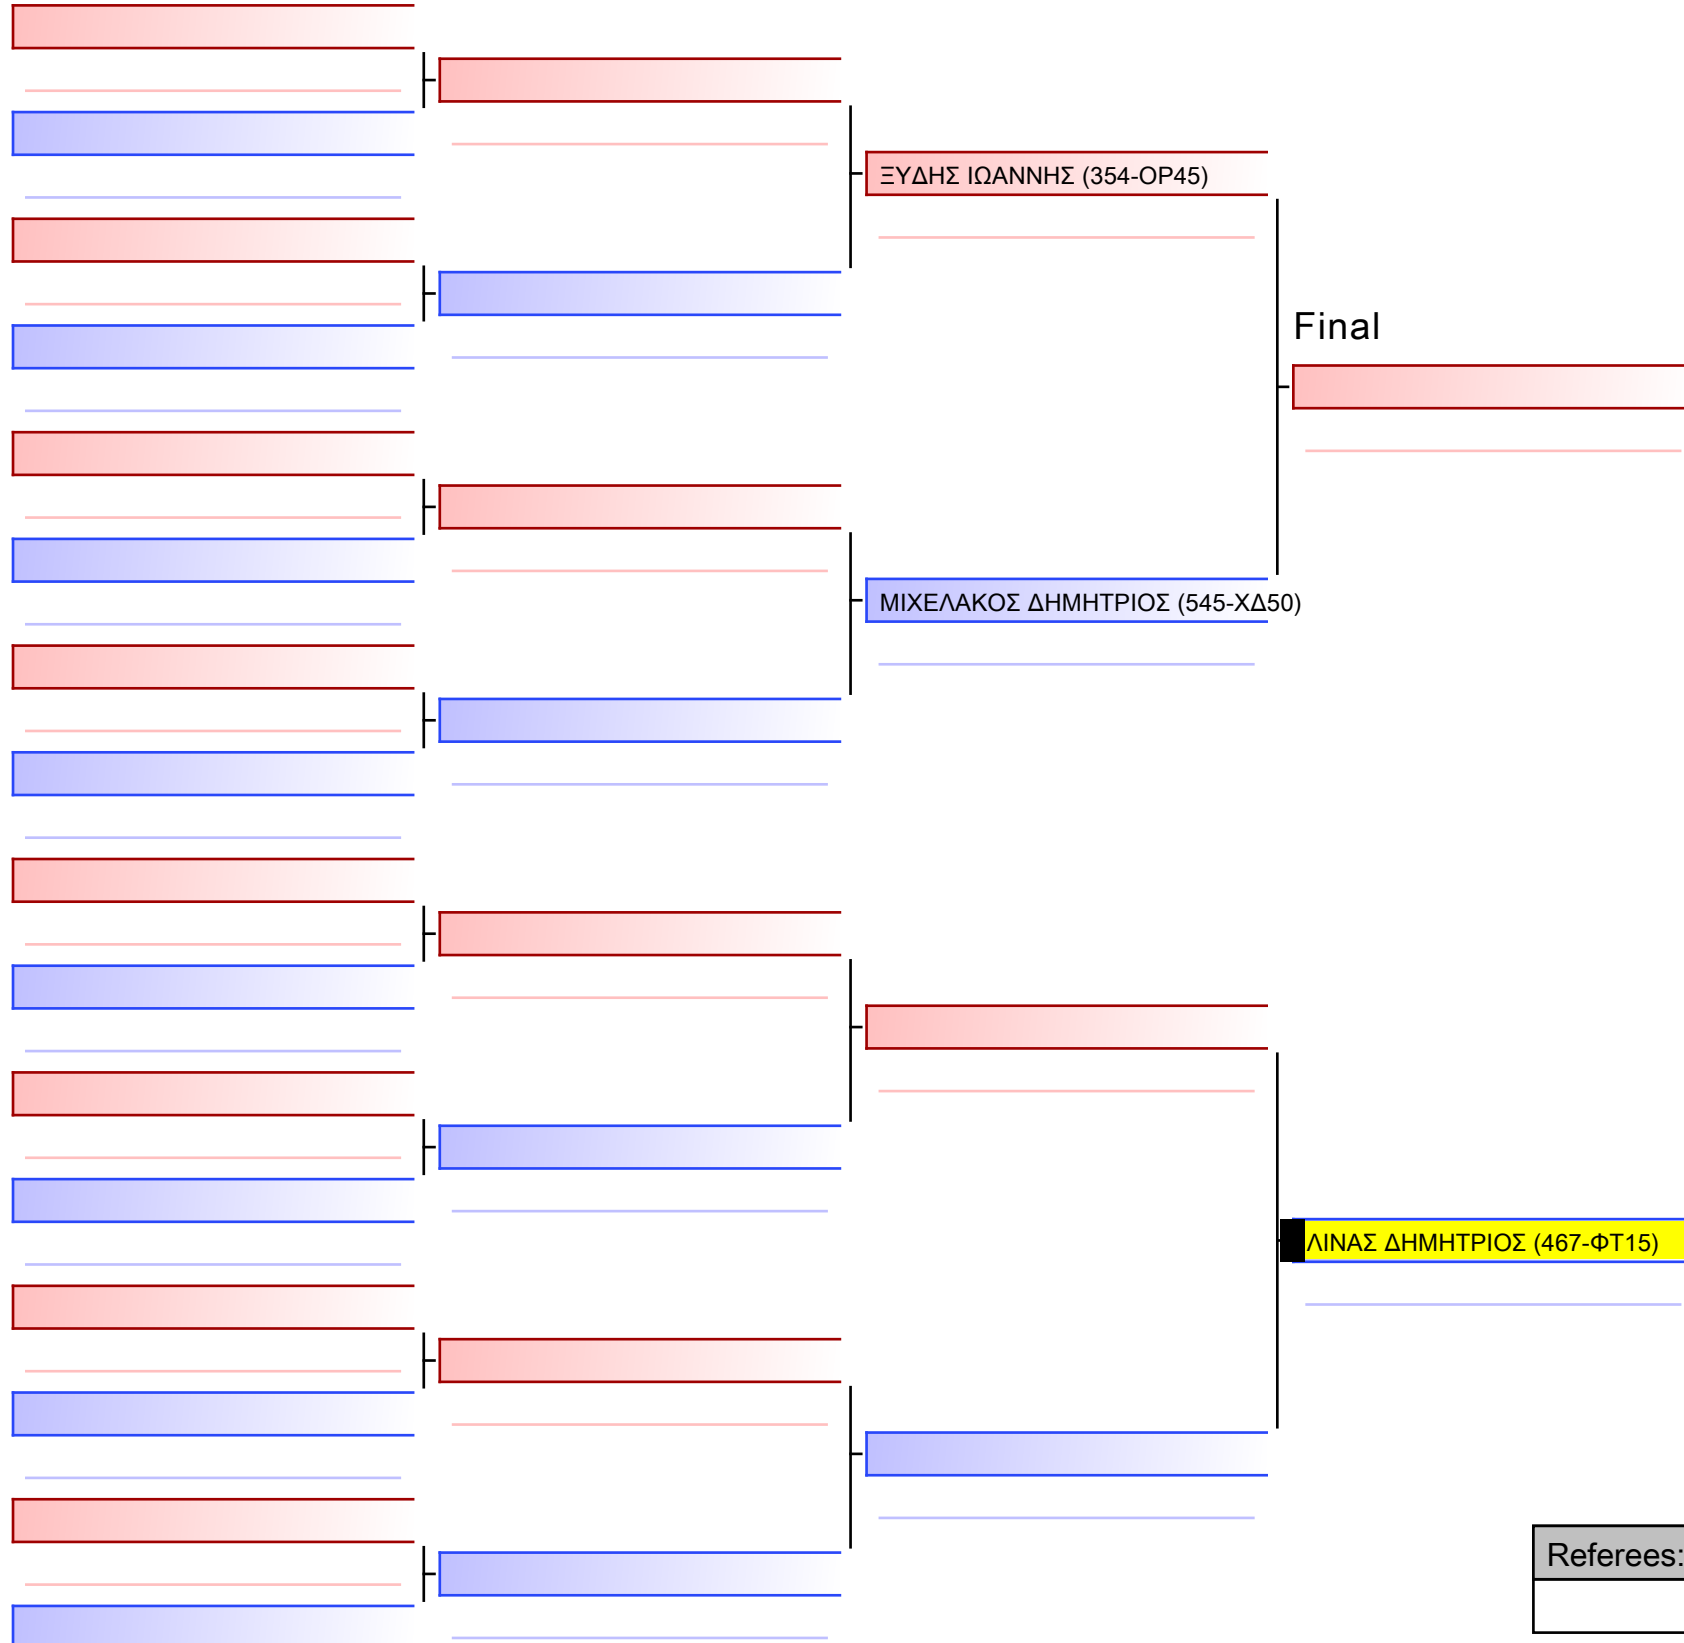 ΞΥΔΗΣ ΙΩΑΝΝΗΣ (354-ΟΡ45)
Final
ΜΙΧΕΛΑΚΟΣ ΔΗΜΗΤΡΙΟΣ (545-ΧΔ50)
ΛΙΝΑΣ ΔΗΜΗΤΡΙΟΣ (467-ΦΤ15)
Referees: